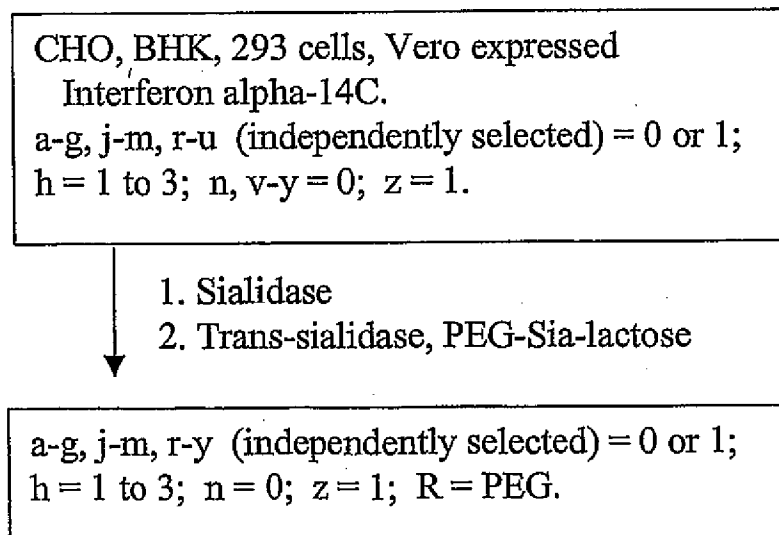 CHO, BHK, 293 cells, Vero expressed
Interferon alpha-14C.
a-g, j-m, r-u (independently selected) = 0 or 1;
h = 1 to 3; n, v-y = 0; z = 1.
1. Sialidase
2. Trans-sialidase, PEG-Sia-lactose
a-g, j-m, r-y (independently selected) = 0 or 1;
h = 1 to 3; n = 0; z = 1; R = PEG.